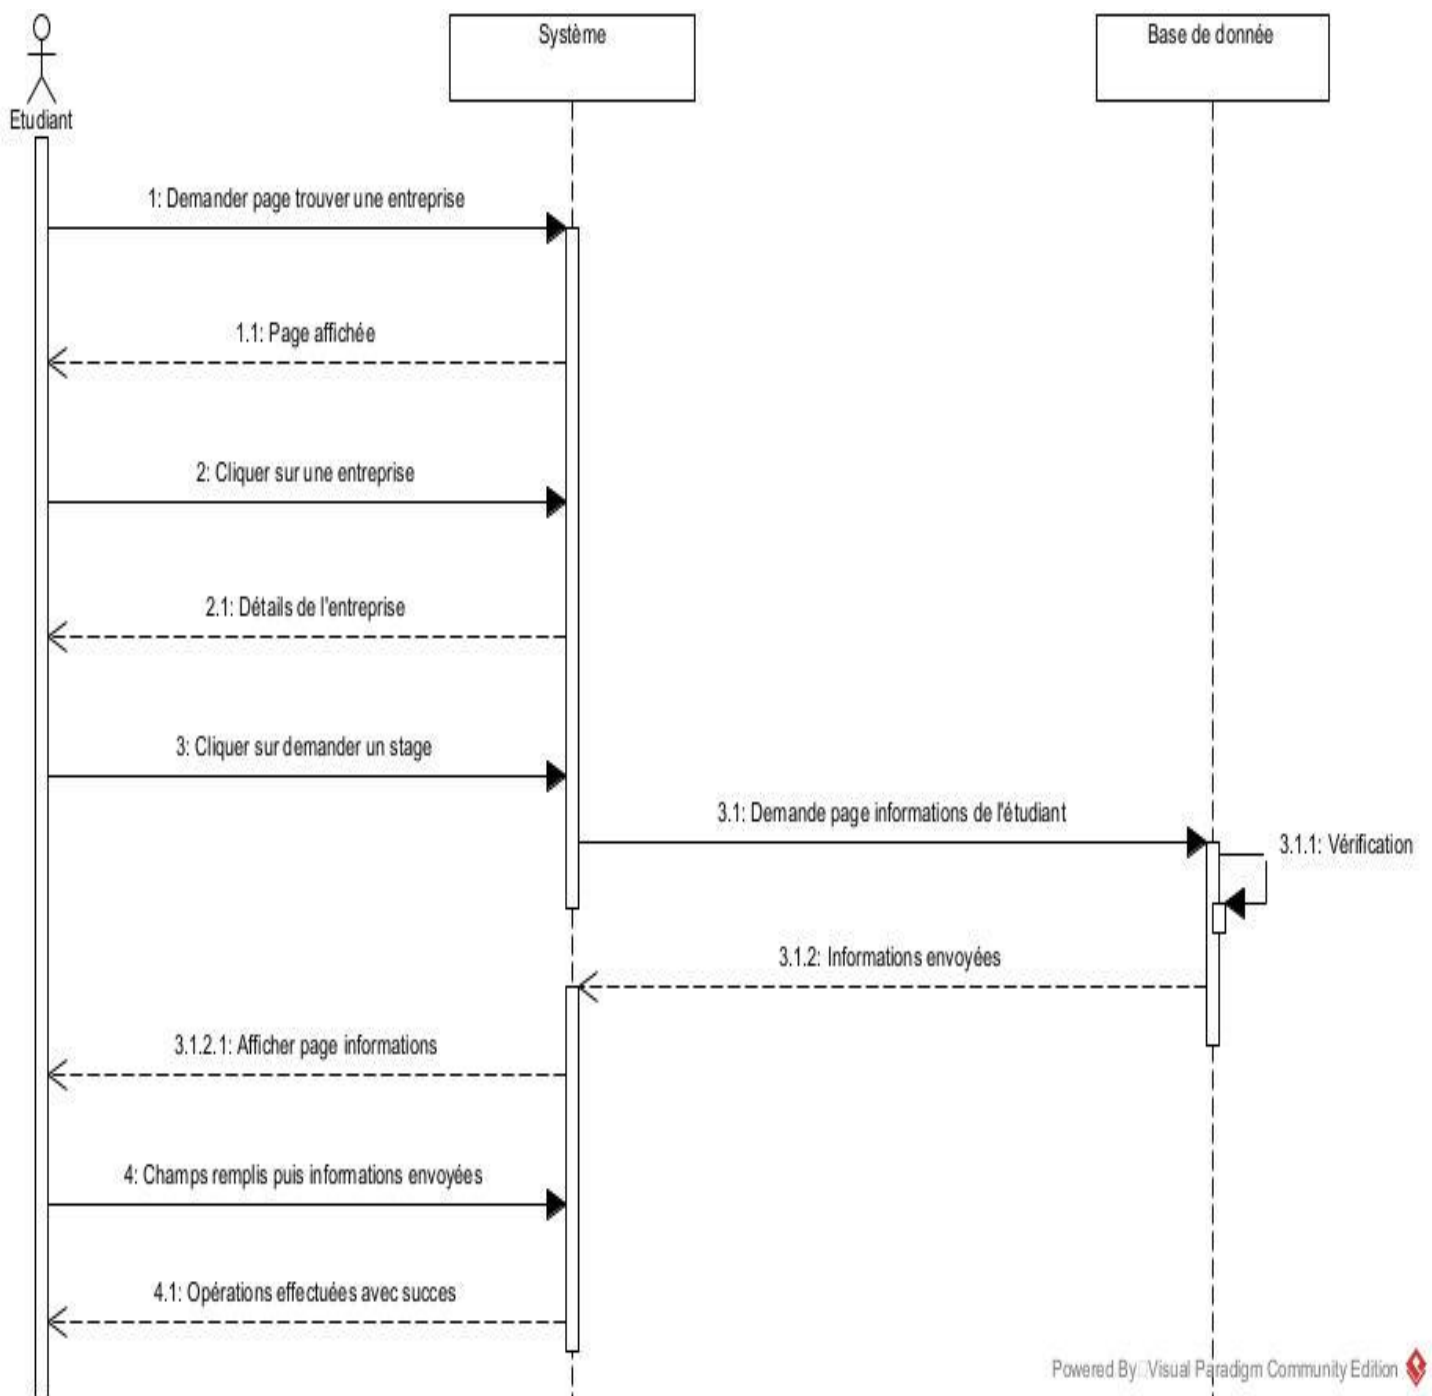 Système
Base de donnée
Etudiant
1: Demander page trouver une entreprise
1.1: Page affichée
2: Cliquer sur une entreprise
2.1: Détails de l'entreprise
3: Cliquer sur demander un stage
3.1: Demande page informations de l'étudiant
3.1.1: Vérification
3.1.2: Informations envoyées
3.1.2.1: Afficher page informations
4: Champs remplis puis informations envoyées
4.1: Opérations effectuées avec succes
Powered By Visual Paradigm Community Edition